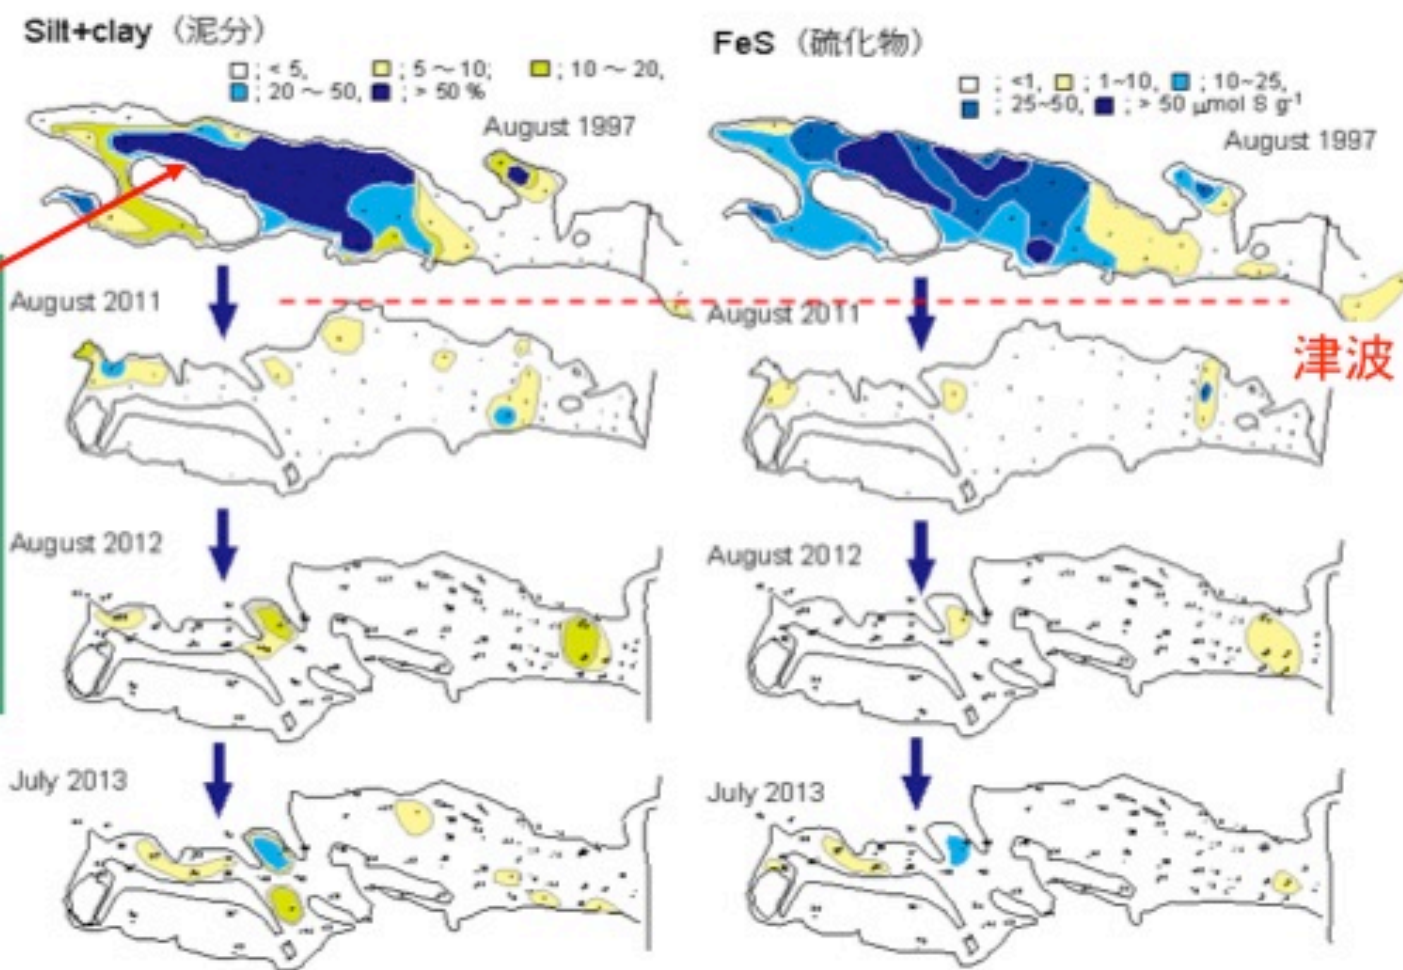 Silt+clay（泥分）
; < 5, ; 5 ～ 10; ; 10 ～ 20,
; 20 ～ 50, ; > 50 %
August 1997
August 2011
August 2012
July 2013
FeS（硫化物）
; <1, ; 1~10, ; 10~25,
; 25~50, ; > 50 μmol S g⁻¹
August 1997
August 2011
津波
August 2012
July 2013